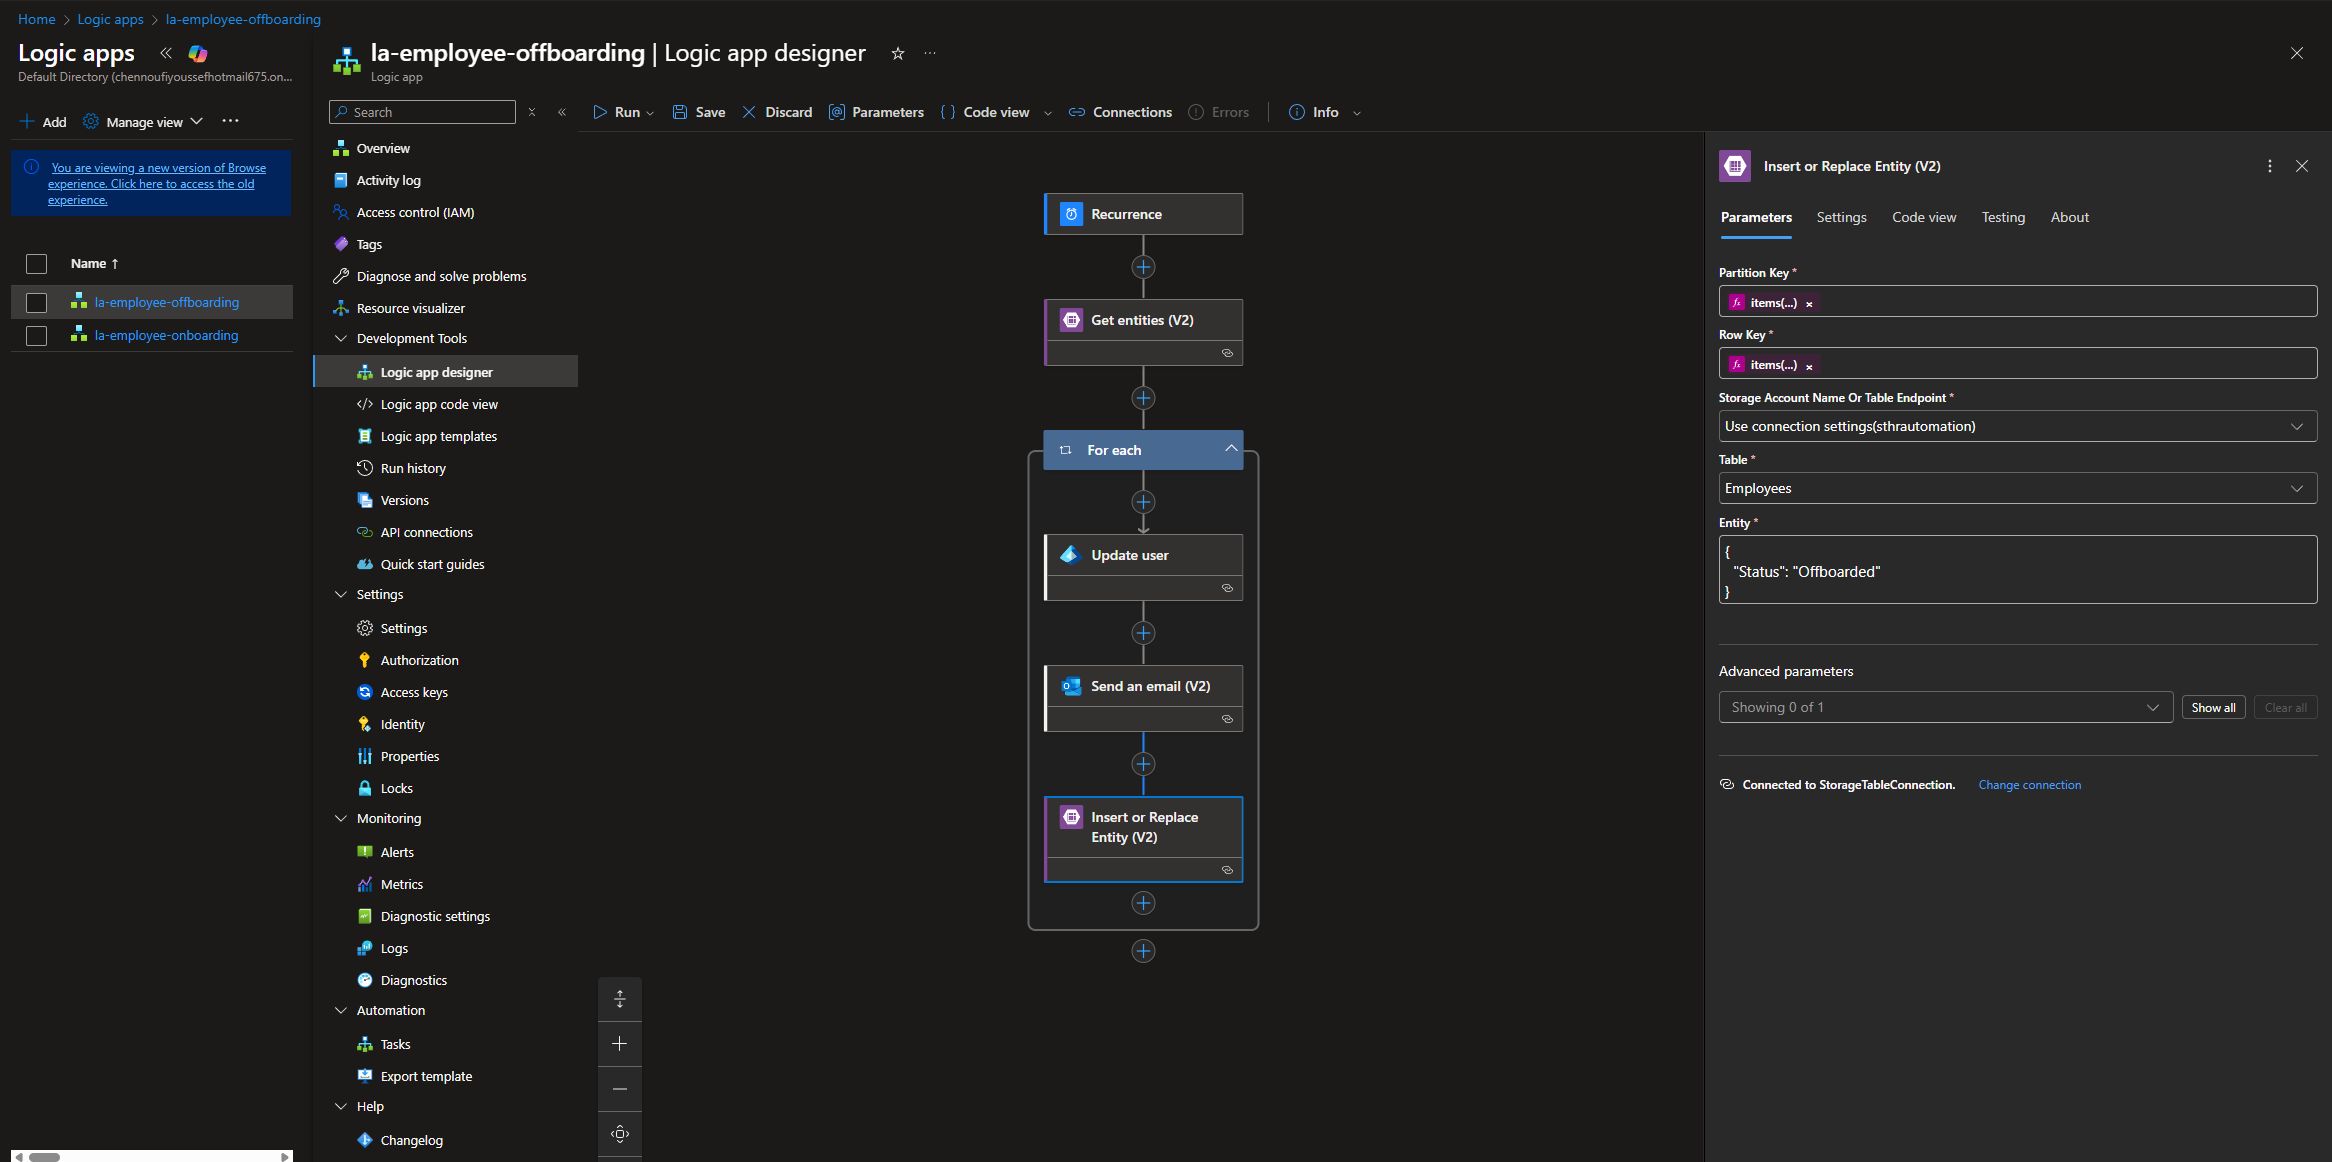 Home > Logic apps > la-employee-offboarding
Logic apps
Default Directory (chennoufiyoussefhotmail675.on...
Add
Manage view
You are viewing a new version of Browse
experience. Click here to access the old
experience.
Name ↑
la-employee-offboarding
la-employee-onboarding
la-employee-offboarding | Logic app designer
Logic app
Search
Overview
Activity log
Access control (IAM)
Tags
Diagnose and solve problems
Resource visualizer
Development Tools
Logic app designer
Logic app code view
Logic app templates
Run history
Versions
API connections
Quick start guides
Settings
Settings
Authorization
Access keys
Identity
Properties
Locks
Monitoring
Alerts
Metrics
Diagnostic settings
Logs
Diagnostics
Automation
Tasks
Export template
Help
Changelog
Run
Save
Discard
Parameters
Code view
Connections
Errors
Info
Recurrence
Get entities (V2)
For each
Update user
Send an email (V2)
Insert or Replace
Entity (V2)
Insert or Replace Entity (V2)
Parameters
Settings
Code view
Testing
About
Partition Key *
items(...) ×
Row Key *
items(...) ×
Storage Account Name Or Table Endpoint *
Use connection settings(sthrautomation)
Table *
Employees
Entity *
{
"Status": "Offboarded"
}
Advanced parameters
Showing 0 of 1
Show all
Clear all
Connected to StorageTableConnection.
Change connection